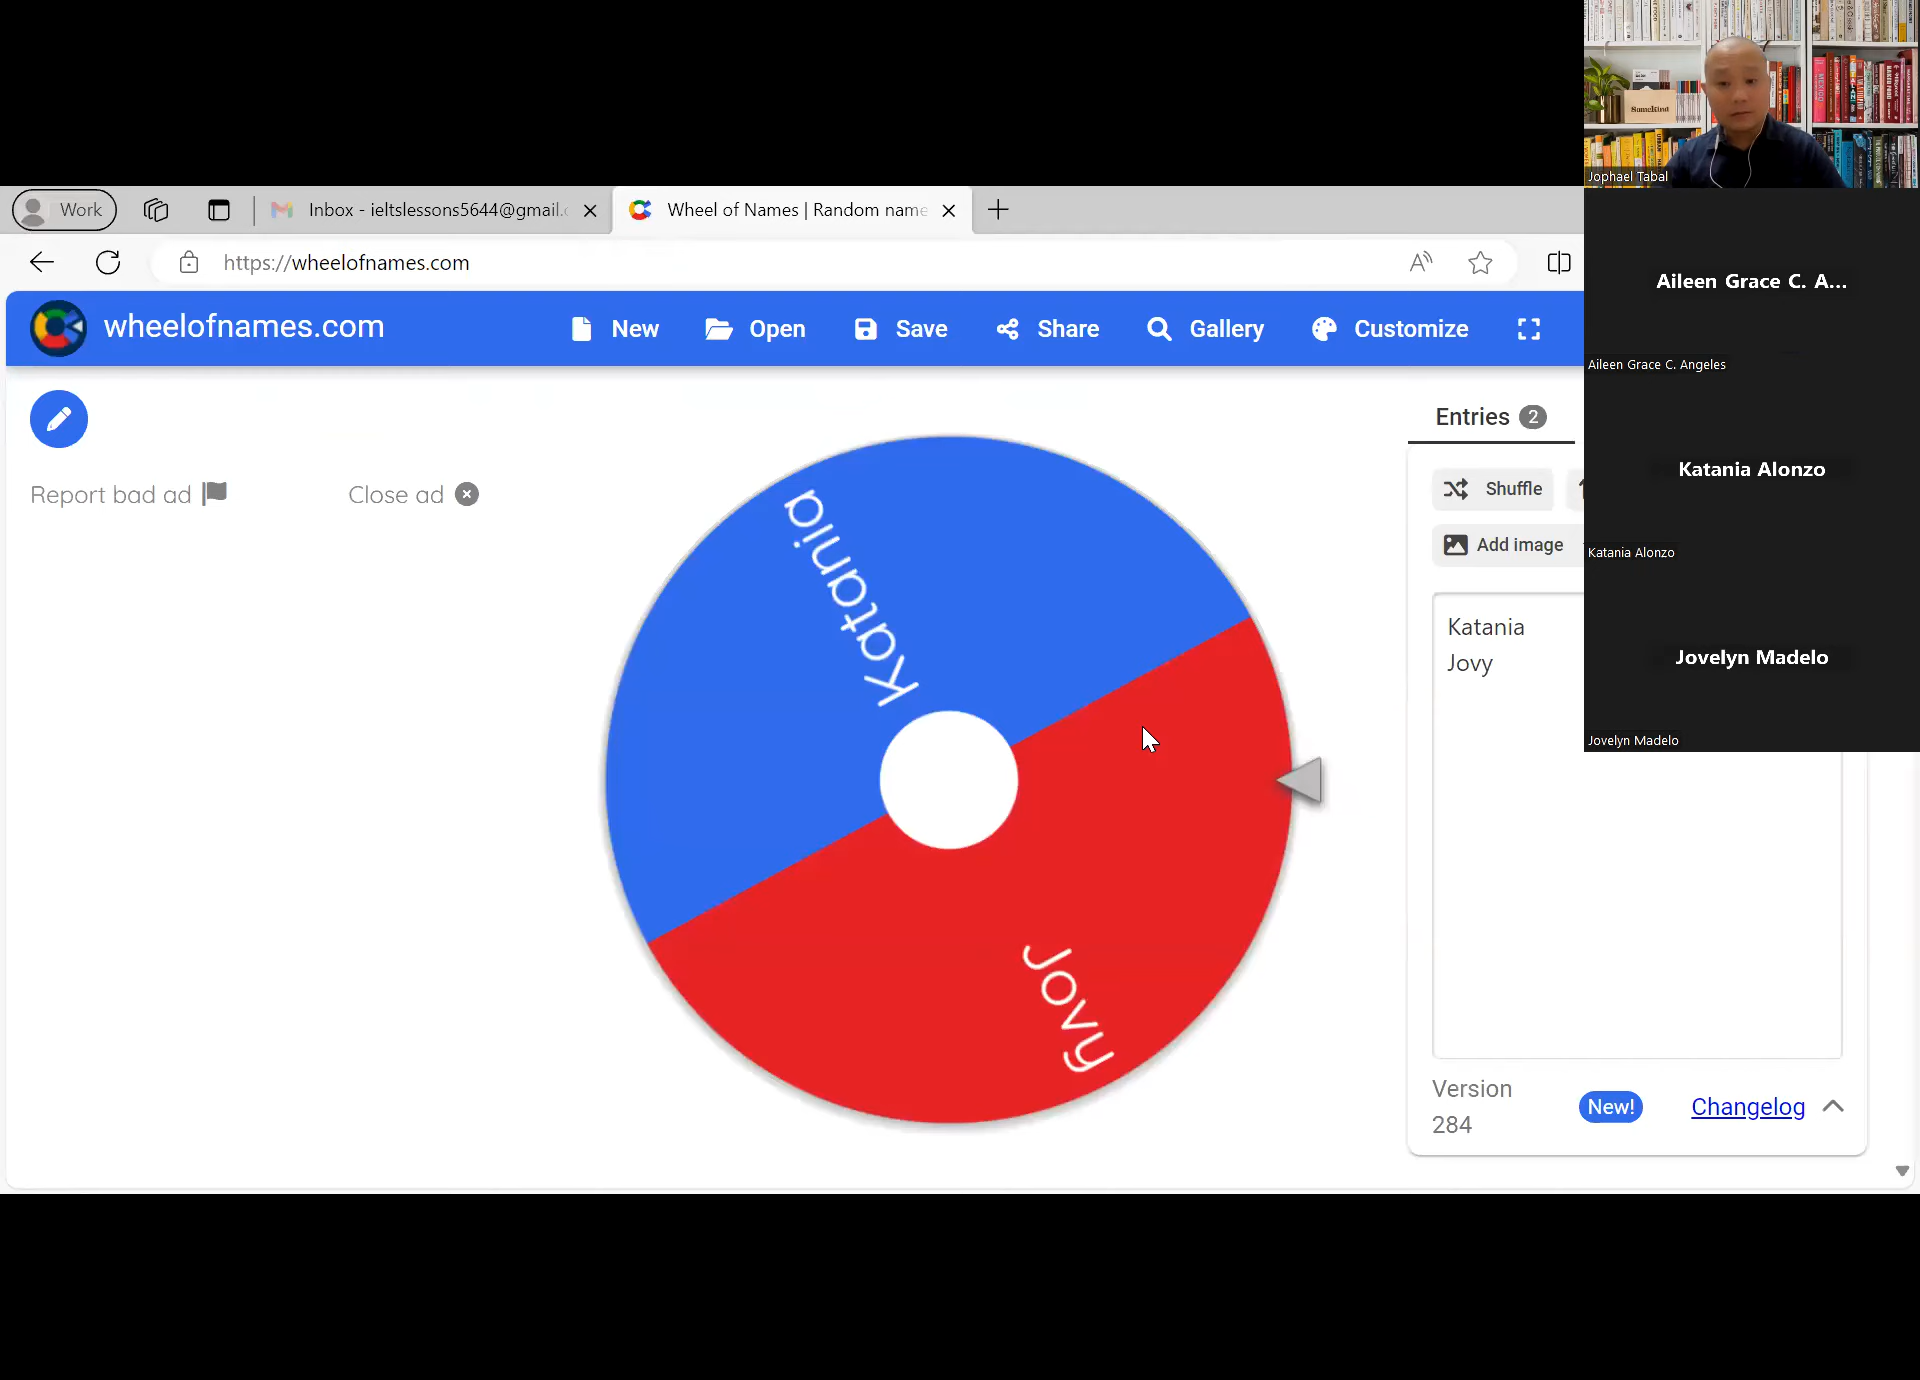 Work
Inbox - ieltslessons5644@gmail.c
Wheel of Names | Random name
https://wheelofnames.com
wheelofnames.com
New
Open
Save
Share
Gallery
Customize
Report bad ad
Close ad
Katania
Jovy
Entries 2
Shuffle
Add image
Katania
Jovy
Version
284
New!
Changelog
SomeKind
Jophael Tabal
Aileen Grace C. A...
Aileen Grace C. Angeles
Katania Alonzo
Katania Alonzo
Jovelyn Madelo
Jovelyn Madelo